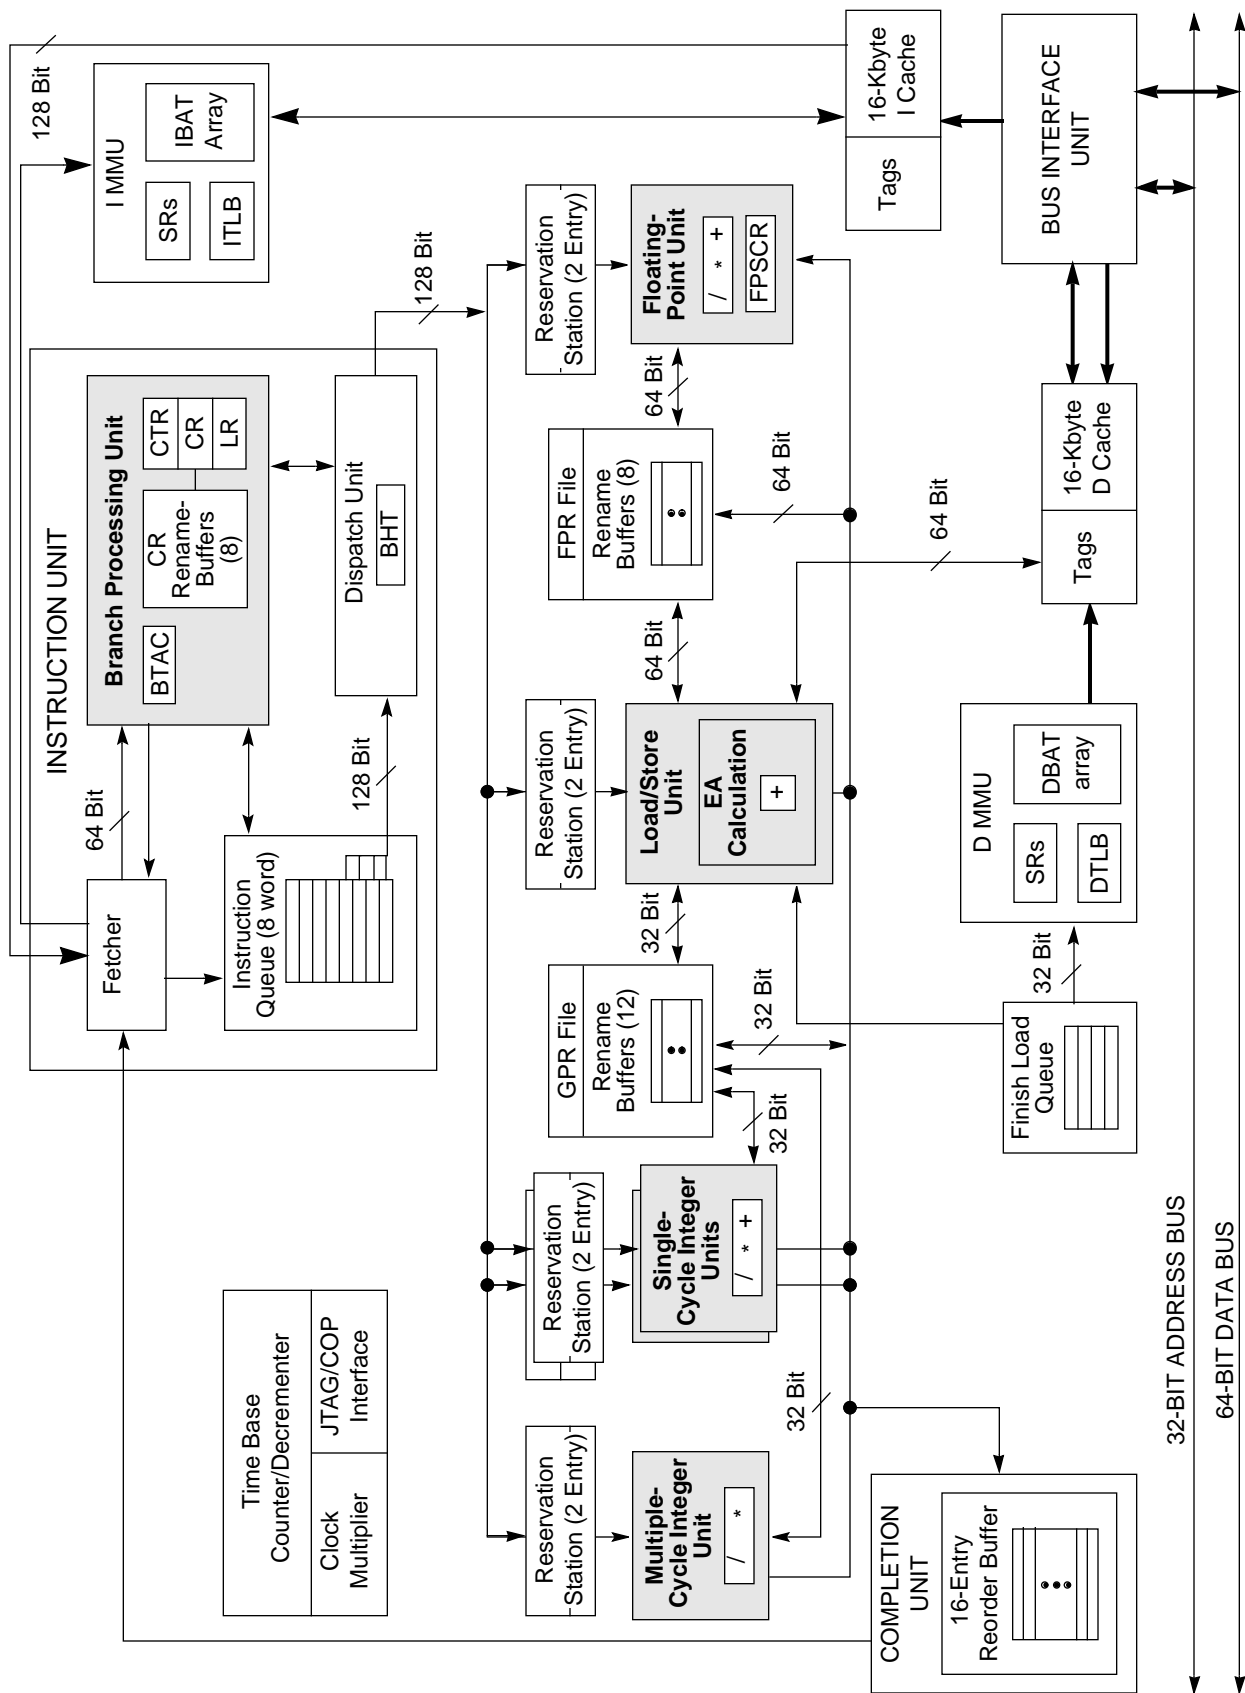 128 Bit
I MMU
SRs
ITLB
IBAT
Array
INSTRUCTION UNIT
Fetcher
64 Bit
Branch Processing Unit
BTAC
CR
Rename-
Buffers
(8)
CTR
CR
LR
Instruction
Queue (8 word)
128 Bit
Dispatch Unit
BHT
128 Bit
Time Base
Counter/Decrementer
Clock
Multiplier
JTAG/COP
Interface
Reservation
Station (2 Entry)
Reservation
Station (2 Entry)
Reservation
Station (2 Entry)
Reservation
Station (2 Entry)
Multiple-
Cycle Integer
Unit
/ *
Single-
Cycle Integer
Units
/ * +
32 Bit
32 Bit
GPR File
Rename
Buffers (12)
32 Bit
32 Bit
Load/Store
Unit
EA
Calculation
+
64 Bit
FPR File
Rename
Buffers (8)
64 Bit
64 Bit
Floating-
Point Unit
/ * +
FPSCR
64 Bit
COMPLETION
UNIT
16-Entry
Reorder Buffer
Finish Load
Queue
32 Bit
D MMU
SRs
DTLB
DBAT
array
Tags
16-Kbyte
D Cache
Tags
16-Kbyte
I Cache
BUS INTERFACE
UNIT
32-BIT ADDRESS BUS
64-BIT DATA BUS